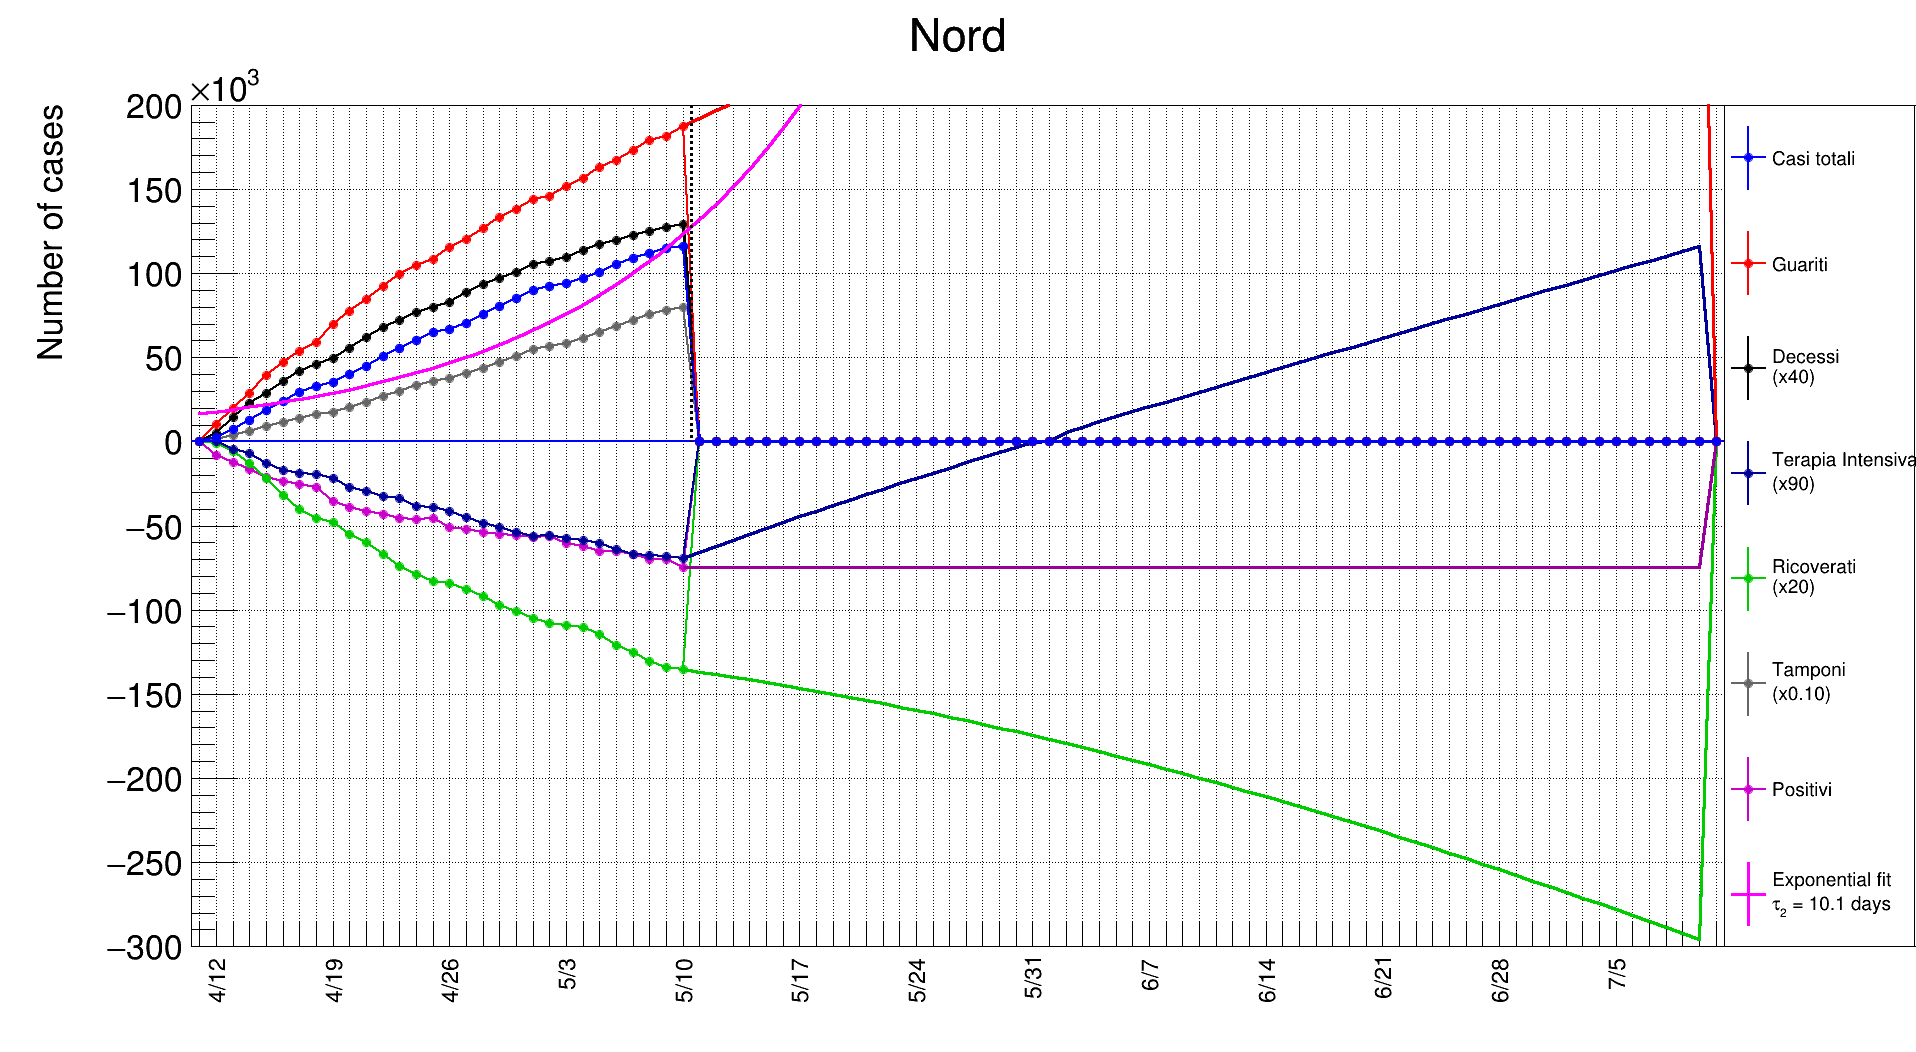 Nord
×10³
Number of cases
200
150
100
50
0
−50
−100
−150
−200
−250
−300
4/12
4/19
4/26
5/3
5/10
5/17
5/24
5/31
6/7
6/14
6/21
6/28
7/5
Casi totali
Guariti
Decessi
(x40)
Terapia Intensiva
(x90)
Ricoverati
(x20)
Tamponi
(x0.10)
Positivi
Exponential fit
τ₂ = 10.1 days